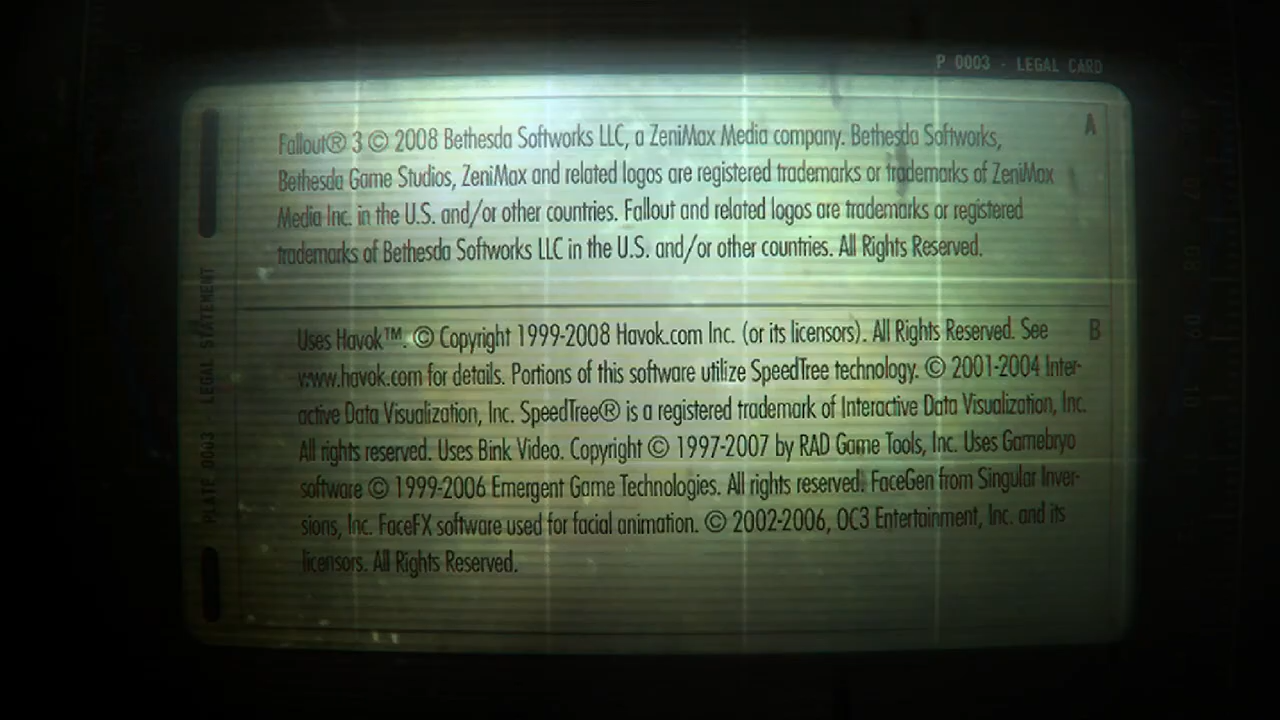 P 0003 - LEGAL CARD
A
Fallout® 3 © 2008 Bethesda Softworks LLC, a ZeniMax Media company. Bethesda Softworks,
Bethesda Game Studios, ZeniMax and related logos are registered trademarks or trademarks of ZeniMax
Media Inc. in the U.S. and/or other countries. Fallout and related logos are trademarks or registered
trademarks of Bethesda Softworks LLC in the U.S. and/or other countries. All Rights Reserved.
B
Uses Havok™. © Copyright 1999-2008 Havok.com Inc. (or its licensors). All Rights Reserved. See
www.havok.com for details. Portions of this software utilize SpeedTree technology. © 2001-2004 Inter-
active Data Visualization, Inc. SpeedTree® is a registered trademark of Interactive Data Visualization, Inc.
All rights reserved. Uses Bink Video. Copyright © 1997-2007 by RAD Game Tools, Inc. Uses Gamebryo
software © 1999-2006 Emergent Game Technologies. All rights reserved. FaceGen from Singular Inver-
sions, Inc. FaceFX software used for facial animation. © 2002-2006, OC3 Entertainment, Inc. and its
licensors. All Rights Reserved.
PLATE 0003 - LEGAL STATEMENT